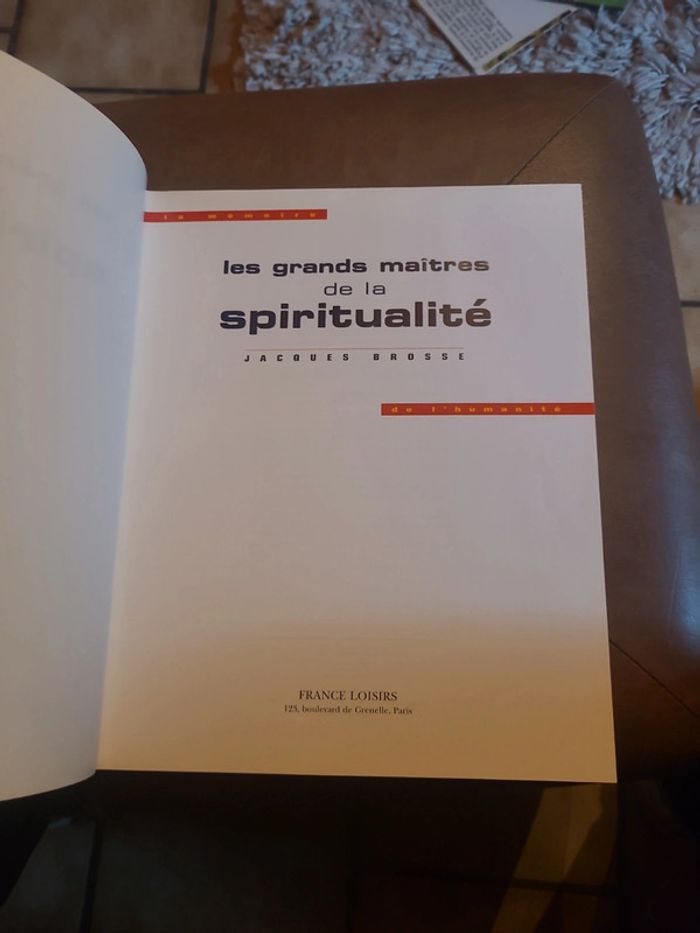 la mémoire
les grands maîtres
de la
spiritualité
JACQUES BROSSE
de l'humanité
FRANCE LOISIRS
123, boulevard de Grenelle, Paris